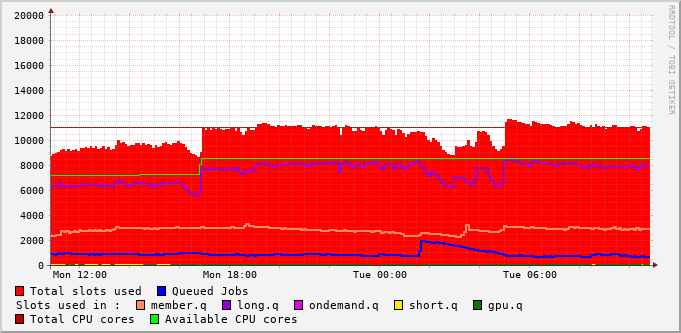 20000
18000
16000
14000
12000
10000
8000
6000
4000
2000
0
Mon 12:00 Mon 18:00 Tue 00:00 Tue 06:00
RRDTOOL / TOBI OETIKER
Total slots used Queued Jobs
Slots used in : member.q long.q ondemand.q short.q gpu.q
Total CPU cores Available CPU cores